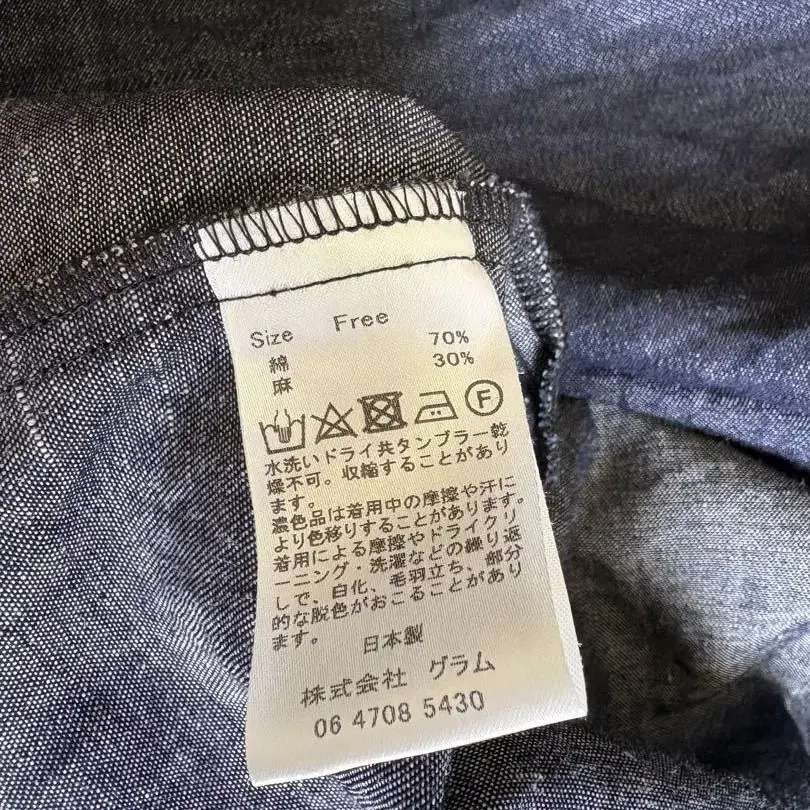 Size Free
綿 70%
麻 30%
F
水洗いドライ共タンブラー乾
燥不可。収縮することがあり
ます。
濃色品は着用中の摩擦や汗に
より色移りすることがあります。
着用による摩擦やドライクリ
ーニング・洗濯などの繰り返
しで、白化、毛羽立ち、部分
的な脱色がおこることがあり
ます。
日本製
株式会社 グラム
06 4708 5430